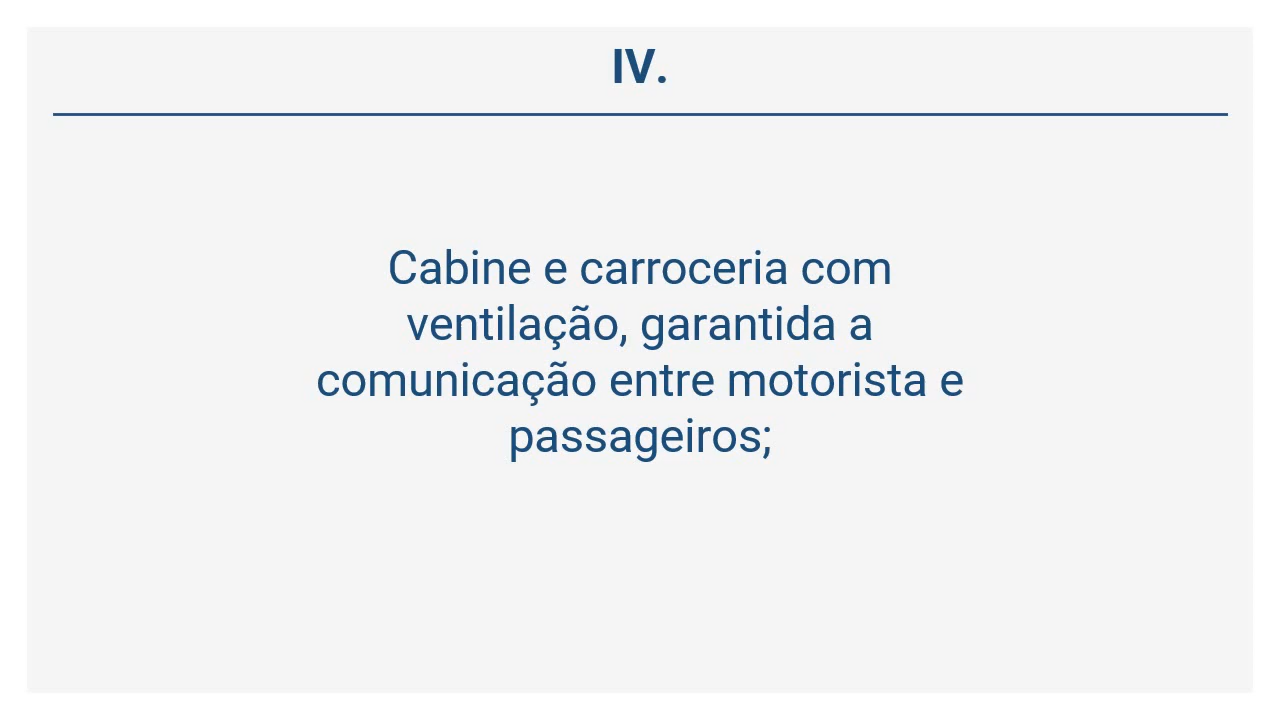 IV.
Cabine e carroceria com
ventilação, garantida a
comunicação entre motorista e
passageiros;